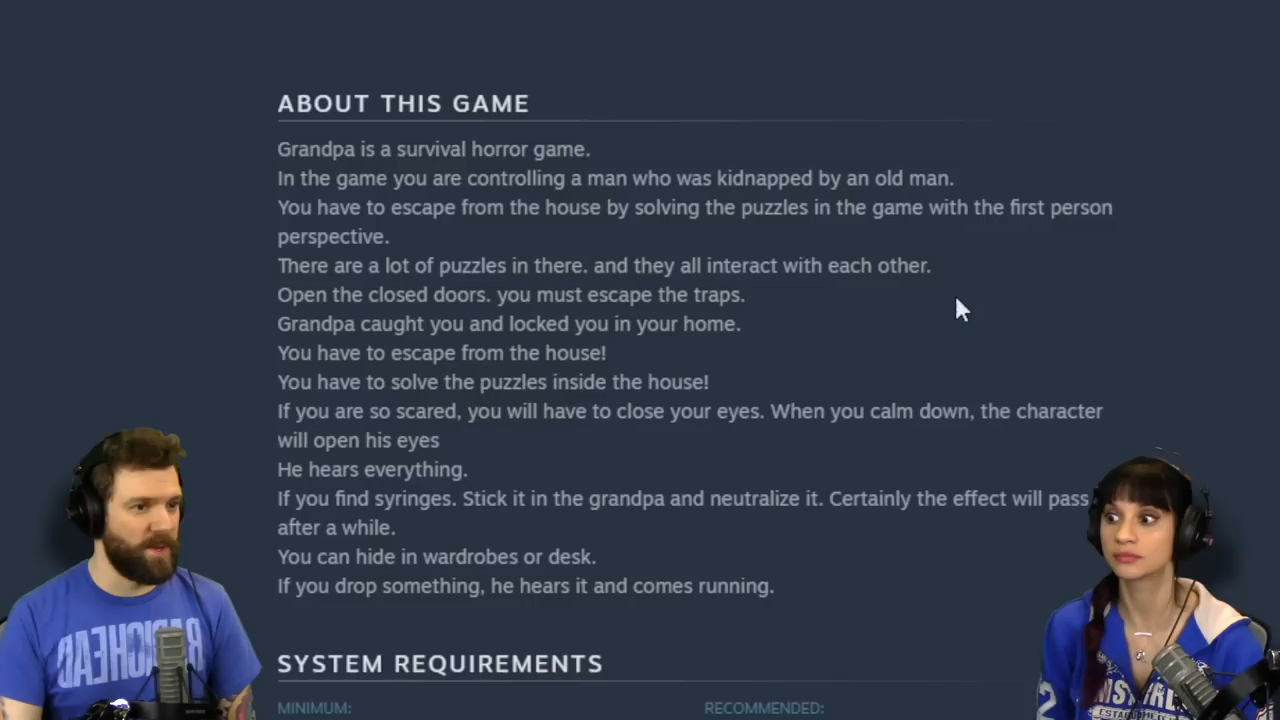 ABOUT THIS GAME
Grandpa is a survival horror game.
In the game you are controlling a man who was kidnapped by an old man.
You have to escape from the house by solving the puzzles in the game with the first person
perspective.
There are a lot of puzzles in there. and they all interact with each other.
Open the closed doors. you must escape the traps.
Grandpa caught you and locked you in your home.
You have to escape from the house!
You have to solve the puzzles inside the house!
If you are so scared, you will have to close your eyes. When you calm down, the character
will open his eyes
He hears everything.
If you find syringes. Stick it in the grandpa and neutralize it. Certainly the effect will pass
after a while.
You can hide in wardrobes or desk.
If you drop something, he hears it and comes running.
SYSTEM REQUIREMENTS
MINIMUM:
RECOMMENDED:
RADIOHEAD
2